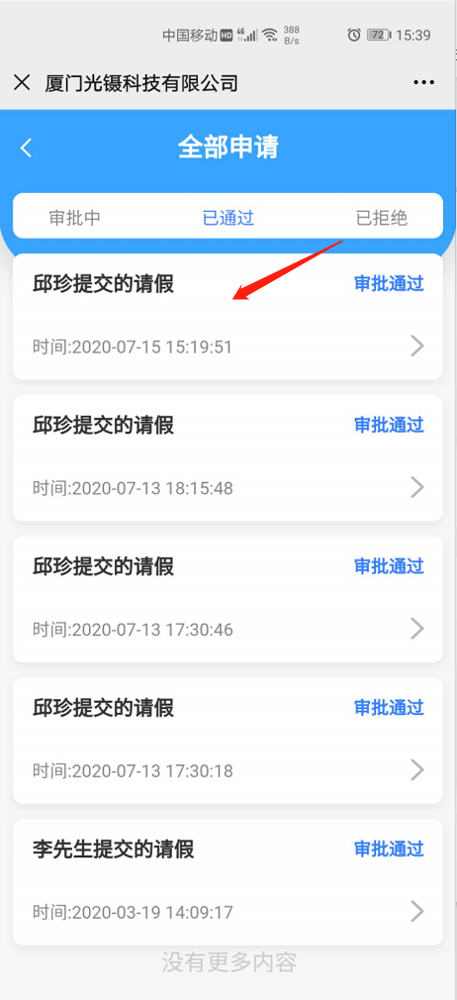 中国移动 HD 4G 388 B/s 72 15:39
厦门光镊科技有限公司
全部申请
审批中 已通过 已拒绝
邱珍提交的请假 审批通过
时间:2020-07-15 15:19:51
邱珍提交的请假 审批通过
时间:2020-07-13 18:15:48
邱珍提交的请假 审批通过
时间:2020-07-13 17:30:46
邱珍提交的请假 审批通过
时间:2020-07-13 17:30:18
李先生提交的请假 审批通过
时间:2020-03-19 14:09:17
没有更多内容